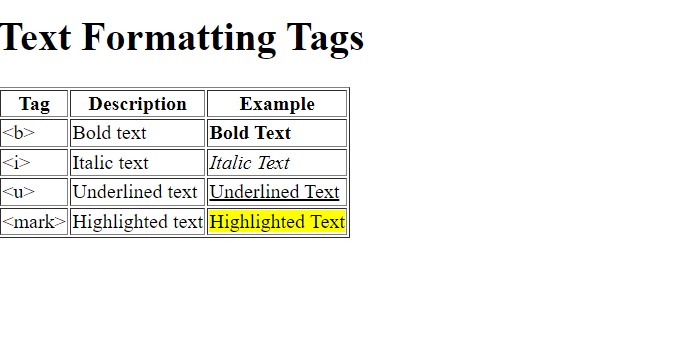 Text Formatting Tags
Tag Description Example
<b> Bold text Bold Text
<i> Italic text Italic Text
<u> Underlined text Underlined Text
<mark> Highlighted text Highlighted Text